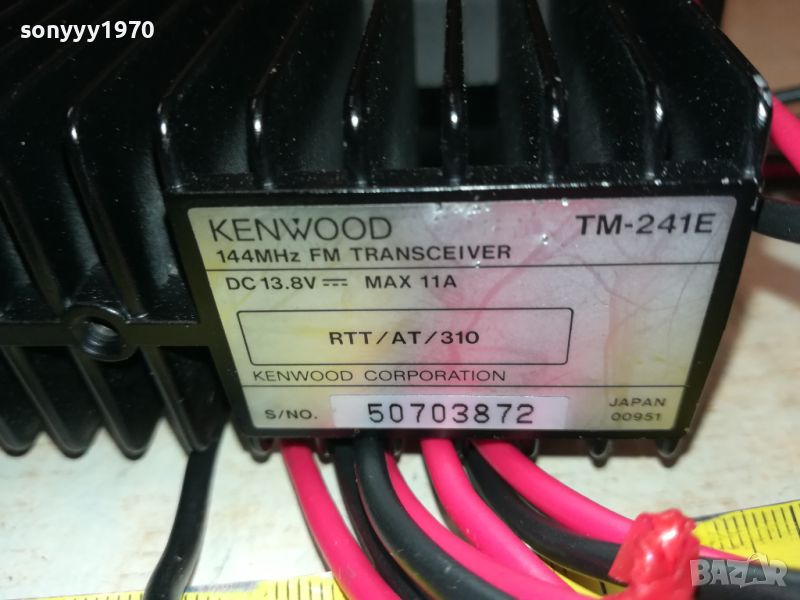 sonyyy1970
KENWOOD TM-241E
144MHz FM TRANSCEIVER
DC 13.8V ⎓ MAX 11A
RTT/AT/310
KENWOOD CORPORATION
S/NO. 50703872
JAPAN
00951
BAZAR